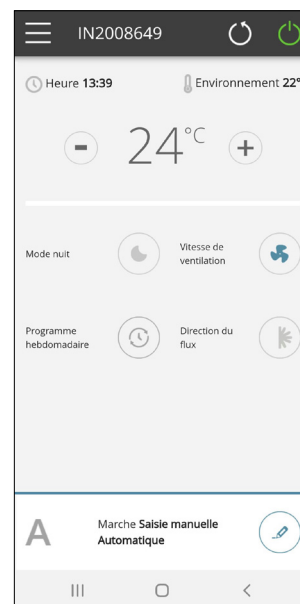 IN2008649
Heure 13:39 Environnement 22°
- 24°C +
Mode nuit
Vitesse de
ventilation
Programme
hebdomadaire
Direction du
flux
A
Marche Saisie manuelle
Automatique